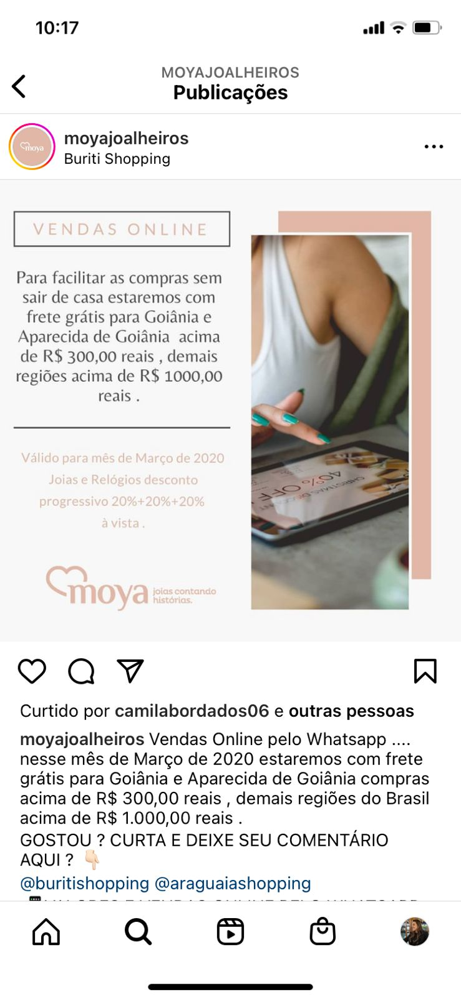 10:17
MOYAJOALHEIROS
Publicações
moya
moyajoalheiros
Buriti Shopping
VENDAS ONLINE
Para facilitar as compras sem
sair de casa estaremos com
frete grátis para Goiânia e
Aparecida de Goiânia  acima
de R$ 300,00 reais , demais
regiões acima de R$ 1000,00
reais .
Válido para mês de Março de 2020
Joias e Relógios desconto
progressivo 20%+20%+20%
à vista .
moya joias contando
histórias.
CHRISTMAS DISCOUNT
40% OFF
Curtido por camilabordados06 e outras pessoas
moyajoalheiros Vendas Online pelo Whatsapp ....
nesse mês de Março de 2020 estaremos com frete
grátis para Goiânia e Aparecida de Goiânia compras
acima de R$ 300,00 reais , demais regiões do Brasil
acima de R$ 1.000,00 reais .
GOSTOU ? CURTA E DEIXE SEU COMENTÁRIO
AQUI ? 👇🏻
@buritishopping @araguaiashopping